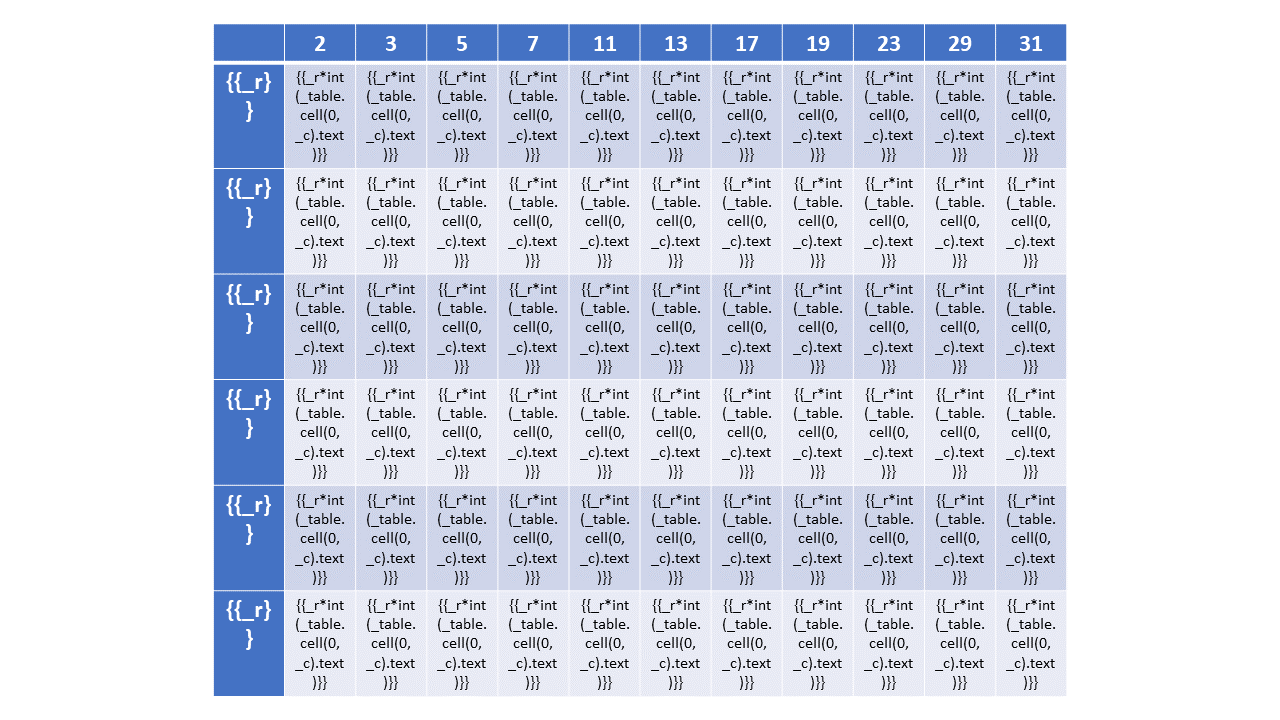 2 3 5 7 11 13 17 19 23 29 31
{{_r} {{_r*int {{_r*int {{_r*int {{_r*int {{_r*int {{_r*int {{_r*int {{_r*int {{_r*int {{_r*int {{_r*int
(_table. (_table. (_table. (_table. (_table. (_table. (_table. (_table. (_table. (_table. (_table.
} cell(0, cell(0, cell(0, cell(0, cell(0, cell(0, cell(0, cell(0, cell(0, cell(0, cell(0,
_c).text _c).text _c).text _c).text _c).text _c).text _c).text _c).text _c).text _c).text _c).text
)}} )}} )}} )}} )}} )}} )}} )}} )}} )}} )}}
{{_r} {{_r*int {{_r*int {{_r*int {{_r*int {{_r*int {{_r*int {{_r*int {{_r*int {{_r*int {{_r*int {{_r*int
(_table. (_table. (_table. (_table. (_table. (_table. (_table. (_table. (_table. (_table. (_table.
} cell(0, cell(0, cell(0, cell(0, cell(0, cell(0, cell(0, cell(0, cell(0, cell(0, cell(0,
_c).text _c).text _c).text _c).text _c).text _c).text _c).text _c).text _c).text _c).text _c).text
)}} )}} )}} )}} )}} )}} )}} )}} )}} )}} )}}
{{_r} {{_r*int {{_r*int {{_r*int {{_r*int {{_r*int {{_r*int {{_r*int {{_r*int {{_r*int {{_r*int {{_r*int
(_table. (_table. (_table. (_table. (_table. (_table. (_table. (_table. (_table. (_table. (_table.
} cell(0, cell(0, cell(0, cell(0, cell(0, cell(0, cell(0, cell(0, cell(0, cell(0, cell(0,
_c).text _c).text _c).text _c).text _c).text _c).text _c).text _c).text _c).text _c).text _c).text
)}} )}} )}} )}} )}} )}} )}} )}} )}} )}} )}}
{{_r} {{_r*int {{_r*int {{_r*int {{_r*int {{_r*int {{_r*int {{_r*int {{_r*int {{_r*int {{_r*int {{_r*int
(_table. (_table. (_table. (_table. (_table. (_table. (_table. (_table. (_table. (_table. (_table.
} cell(0, cell(0, cell(0, cell(0, cell(0, cell(0, cell(0, cell(0, cell(0, cell(0, cell(0,
_c).text _c).text _c).text _c).text _c).text _c).text _c).text _c).text _c).text _c).text _c).text
)}} )}} )}} )}} )}} )}} )}} )}} )}} )}} )}}
{{_r} {{_r*int {{_r*int {{_r*int {{_r*int {{_r*int {{_r*int {{_r*int {{_r*int {{_r*int {{_r*int {{_r*int
(_table. (_table. (_table. (_table. (_table. (_table. (_table. (_table. (_table. (_table. (_table.
} cell(0, cell(0, cell(0, cell(0, cell(0, cell(0, cell(0, cell(0, cell(0, cell(0, cell(0,
_c).text _c).text _c).text _c).text _c).text _c).text _c).text _c).text _c).text _c).text _c).text
)}} )}} )}} )}} )}} )}} )}} )}} )}} )}} )}}
{{_r} {{_r*int {{_r*int {{_r*int {{_r*int {{_r*int {{_r*int {{_r*int {{_r*int {{_r*int {{_r*int {{_r*int
(_table. (_table. (_table. (_table. (_table. (_table. (_table. (_table. (_table. (_table. (_table.
} cell(0, cell(0, cell(0, cell(0, cell(0, cell(0, cell(0, cell(0, cell(0, cell(0, cell(0,
_c).text _c).text _c).text _c).text _c).text _c).text _c).text _c).text _c).text _c).text _c).text
)}} )}} )}} )}} )}} )}} )}} )}} )}} )}} )}}